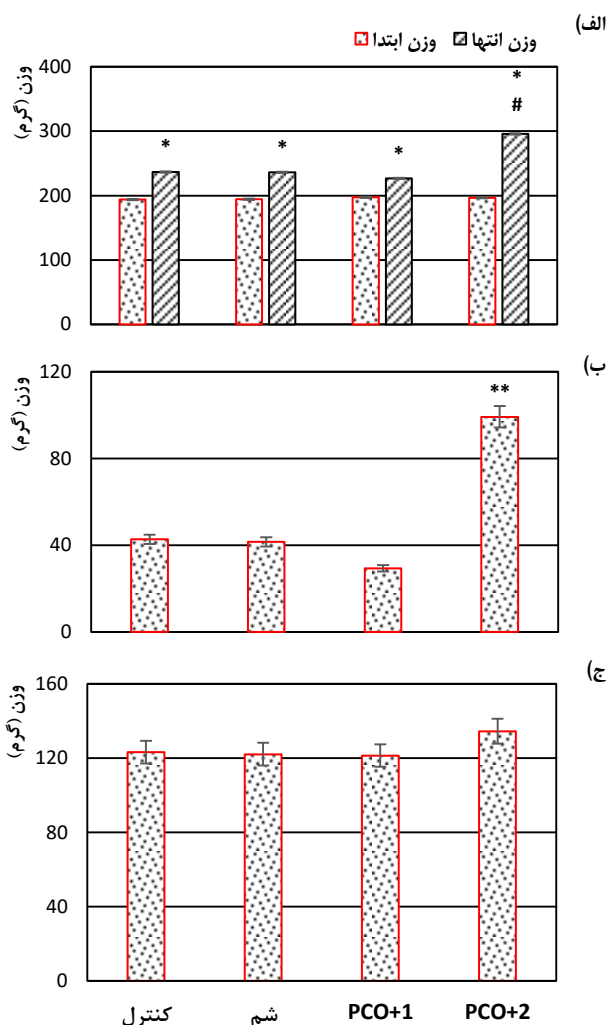 الف)
وزن ابتدا وزن انتها
وزن (گرم)
400
300
200
100
0
*
*
*
*
#
ب)
وزن (گرم)
120
80
40
0
**
ج)
وزن (گرم)
160
120
80
40
0
کنترل شم PCO+1 PCO+2